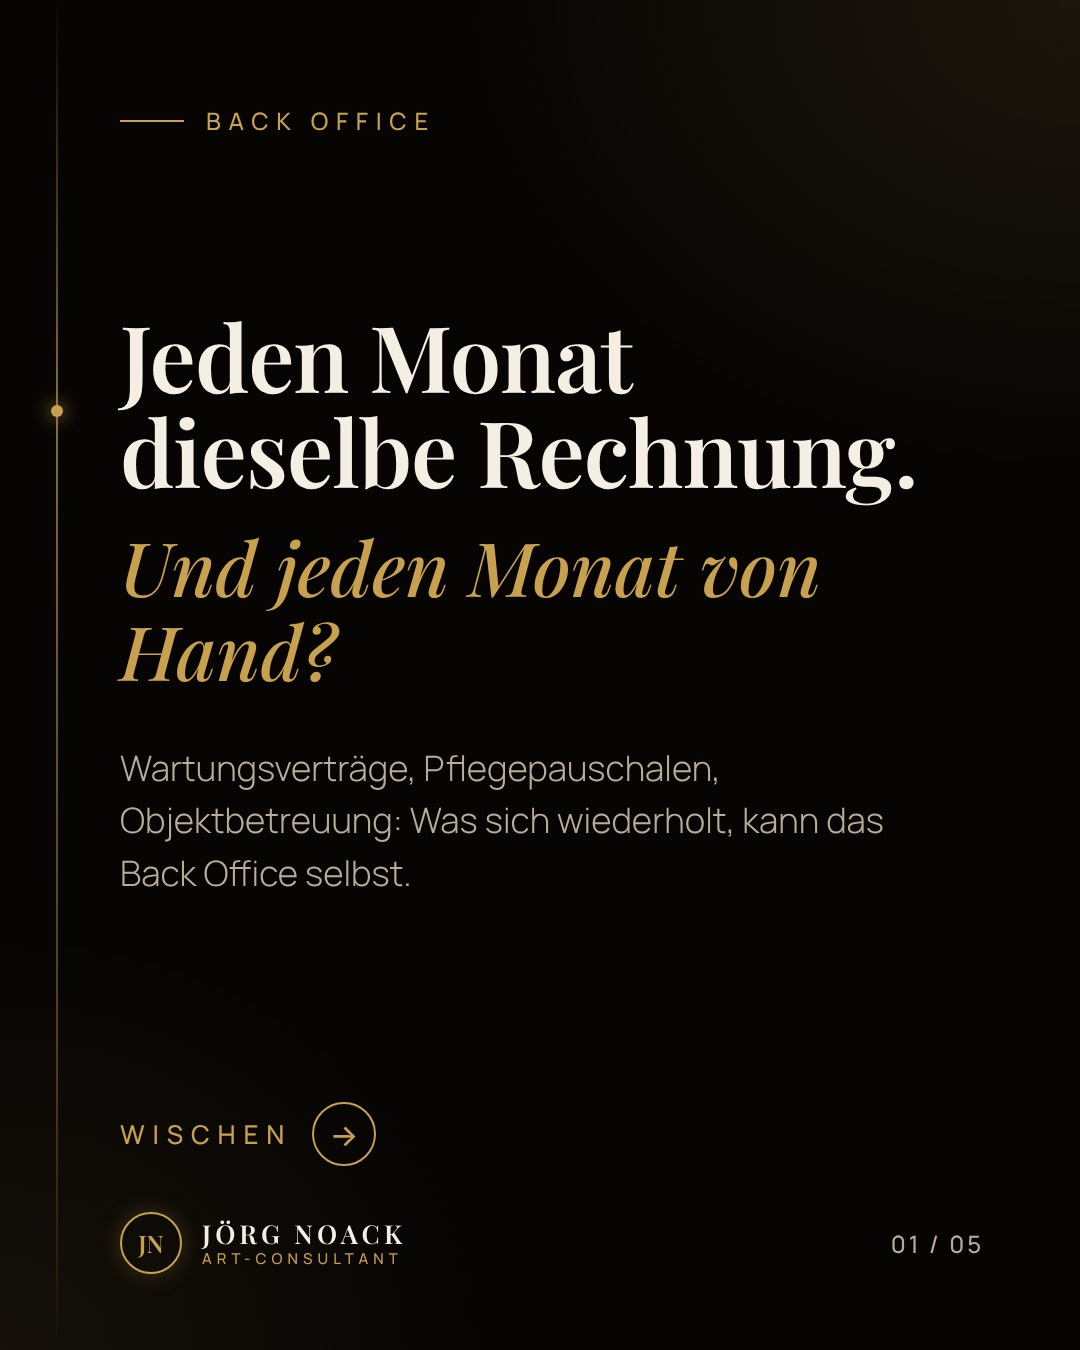 BACK OFFICE
Jeden Monat
dieselbe Rechnung.
Und jeden Monat von
Hand?
Wartungsverträge, Pflegepauschalen,
Objektbetreuung: Was sich wiederholt, kann das
Back Office selbst.
WISCHEN →
JN
JÖRG NOACK
ART-CONSULTANT
01 / 05